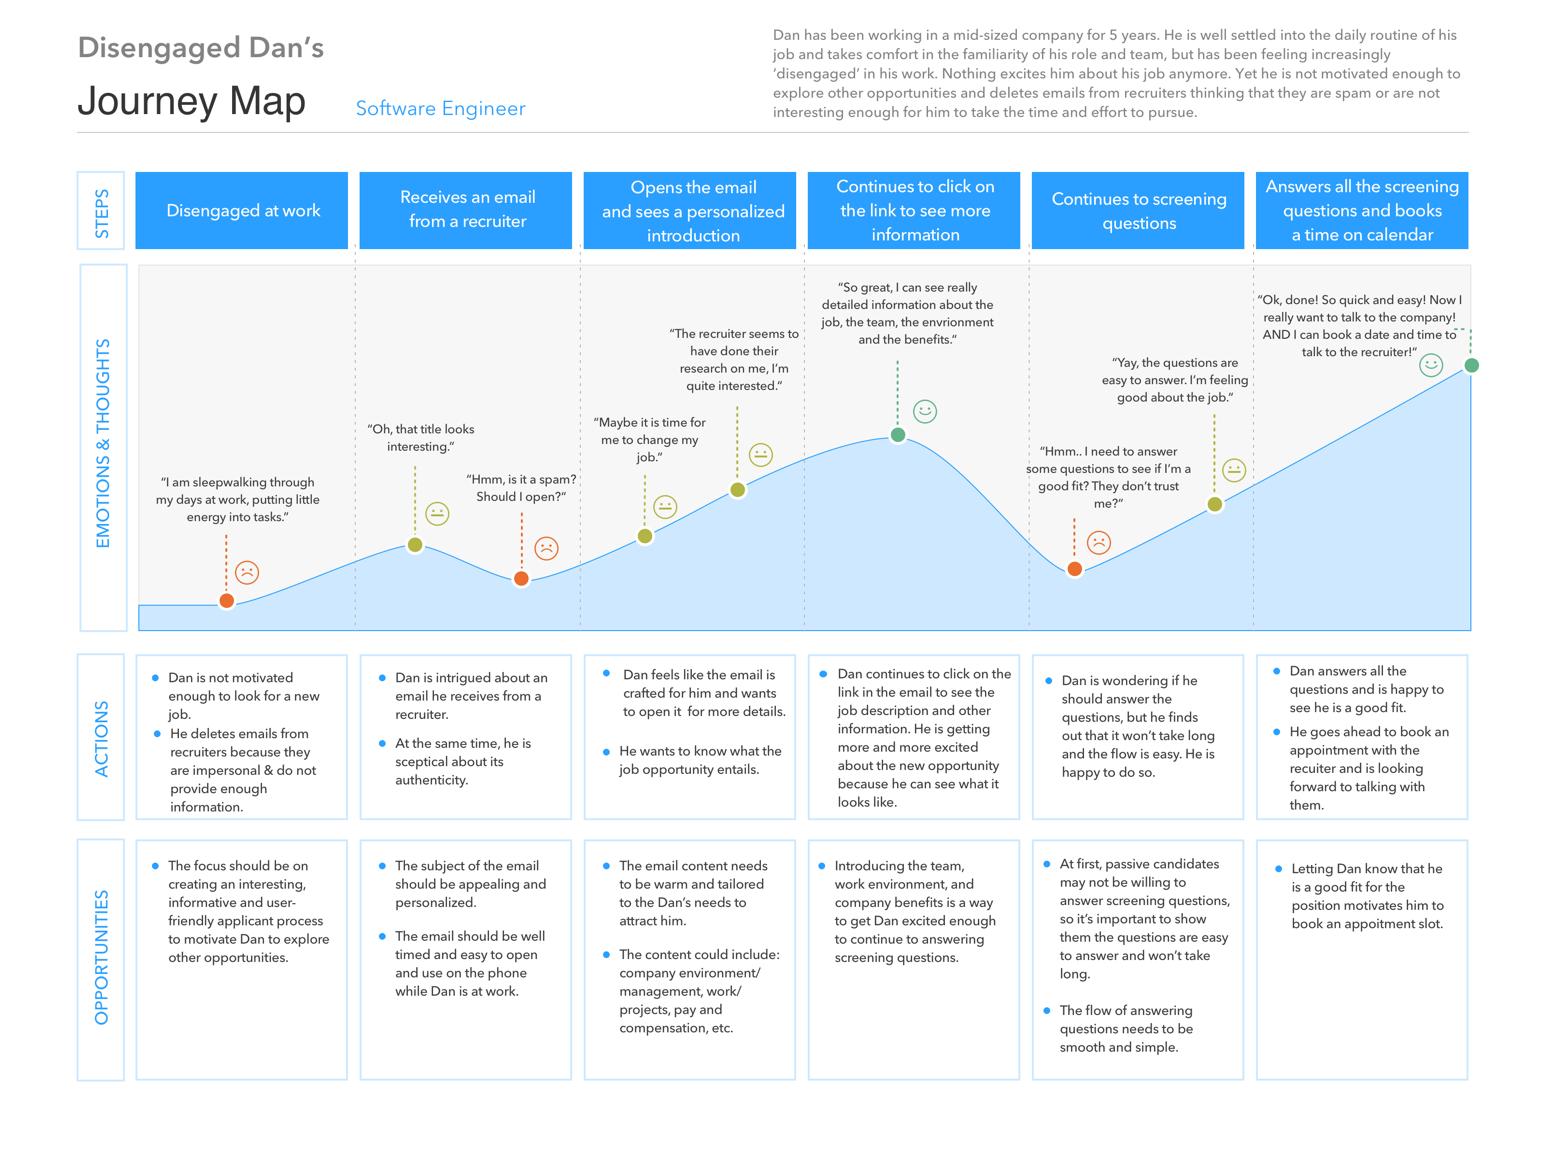 Disengaged Dan’s
Journey Map
Software Engineer
Dan has been working in a mid-sized company for 5 years. He is well settled into the daily routine of his
job and takes comfort in the familiarity of his role and team, but has been feeling increasingly
‘disengaged’ in his work. Nothing excites him about his job anymore. Yet he is not motivated enough to
explore other opportunities and deletes emails from recruiters thinking that they are spam or are not
interesting enough for him to take the time and effort to pursue.
STEPS
Disengaged at work
Receives an email
from a recruiter
Opens the email
and sees a personalized
introduction
Continues to click on
the link to see more
information
Continues to screening
questions
Answers all the screening
questions and books
a time on calendar
EMOTIONS & THOUGHTS
“I am sleepwalking through
my days at work, putting little
energy into tasks.“
“Oh, that title looks
interesting.“
“Hmm, is it a spam?
Should I open?“
“Maybe it is time for
me to change my
job.“
“The recruiter seems to
have done their
research on me, I’m
quite interested.“
“So great, I can see really
detailed information about the
job, the team, the envrionment
and the benefits.“
“Hmm.. I need to answer
some questions to see if I’m a
good fit? They don’t trust
me?“
“Yay, the questions are
easy to answer. I’m feeling
good about the job.“
“Ok, done! So quick and easy! Now I
really want to talk to the company!
AND I can book a date and time to
talk to the recruiter!“
ACTIONS
Dan is not motivated
enough to look for a new
job.
He deletes emails from
recruiters because they
are impersonal & do not
provide enough
information.
Dan is intrigued about an
email he receives from a
recruiter.
At the same time, he is
sceptical about its
authenticity.
Dan feels like the email is
crafted for him and wants
to open it for more details.
He wants to know what the
job opportunity entails.
Dan continues to click on the
link in the email to see the
job description and other
information. He is getting
more and more excited
about the new opportunity
because he can see what it
looks like.
Dan is wondering if he
should answer the
questions, but he finds
out that it won’t take long
and the flow is easy. He is
happy to do so.
Dan answers all the
questions and is happy to
see he is a good fit.
He goes ahead to book an
appointment with the
recuiter and is looking
forward to talking with
them.
OPPORTUNITIES
The focus should be on
creating an interesting,
informative and user-
friendly applicant process
to motivate Dan to explore
other opportunities.
The subject of the email
should be appealing and
personalized.
The email should be well
timed and easy to open
and use on the phone
while Dan is at work.
The email content needs
to be warm and tailored
to the Dan’s needs to
attract him.
The content could include:
company environment/
management, work/
projects, pay and
compensation, etc.
Introducing the team,
work environment, and
company benefits is a way
to get Dan excited enough
to continue to answering
screening questions.
At first, passive candidates
may not be willing to
answer screening questions,
so it’s important to show
them the questions are easy
to answer and won’t take
long.
The flow of answering
questions needs to be
smooth and simple.
Letting Dan know that he
is a good fit for the
position motivates him to
book an appoitment slot.